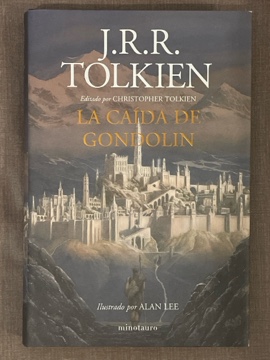 J.R.R.
TOLKIEN
Editado por CHRISTOPHER TOLKIEN
LA CAÍDA DE
GONDOLIN
Ilustrado por ALAN LEE
minotauro